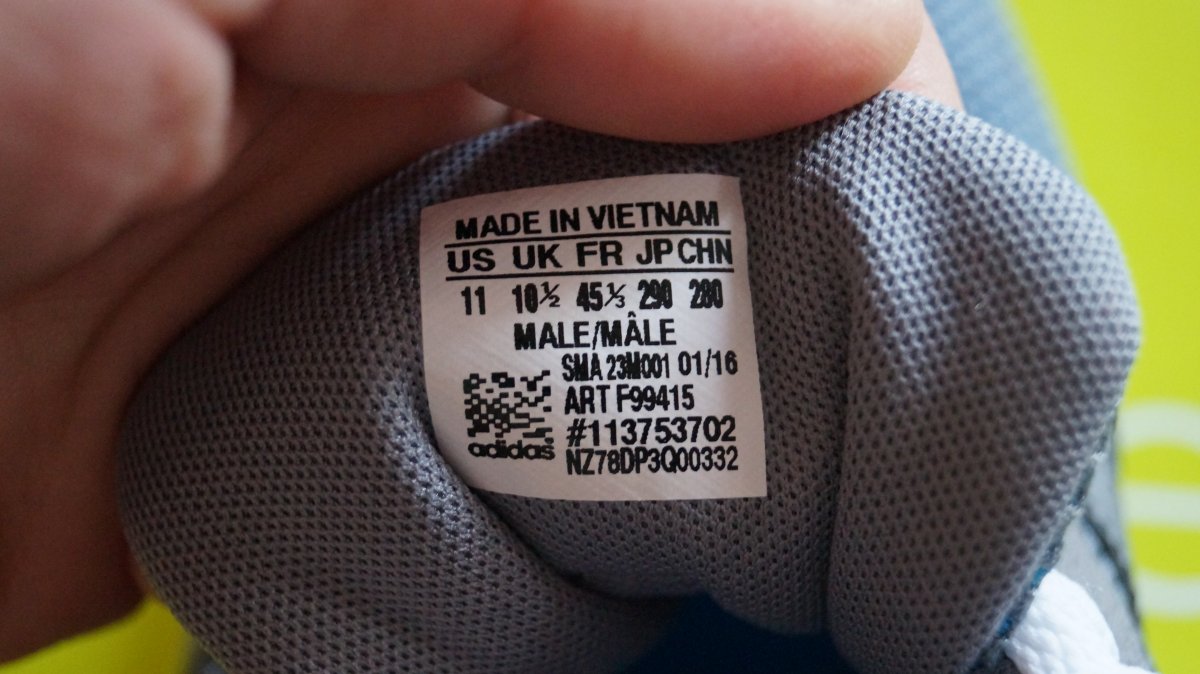 MADE IN VIETNAM
US UK FR JP CHN
11 10½ 45⅓ 290 280
MALE/MÂLE
SMA 23M001 01/16
ART F99415
#113753702
adidas NZ78DP3Q00332